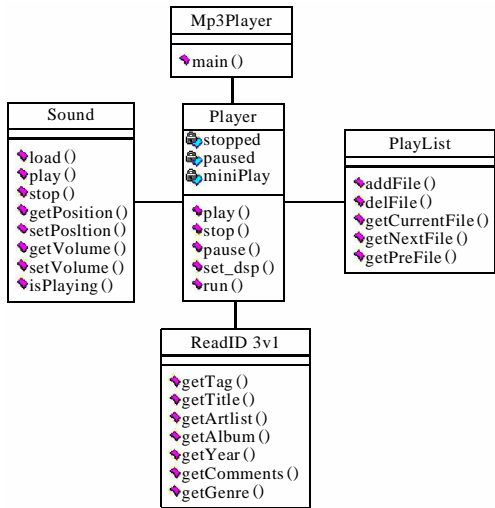 Mp3Player
main()
Sound
load()
play()
stop()
getPosition()
setPosltion()
getVolume()
setVolume()
isPlaying()
Player
stopped
paused
miniPlay
play()
stop()
pause()
set_dsp()
run()
PlayList
addFile()
delFile()
getCurrentFile()
getNextFile()
getPreFile()
ReadID 3v1
getTag()
getTitle()
getArtlist()
getAlbum()
getYear()
getComments()
getGenre()